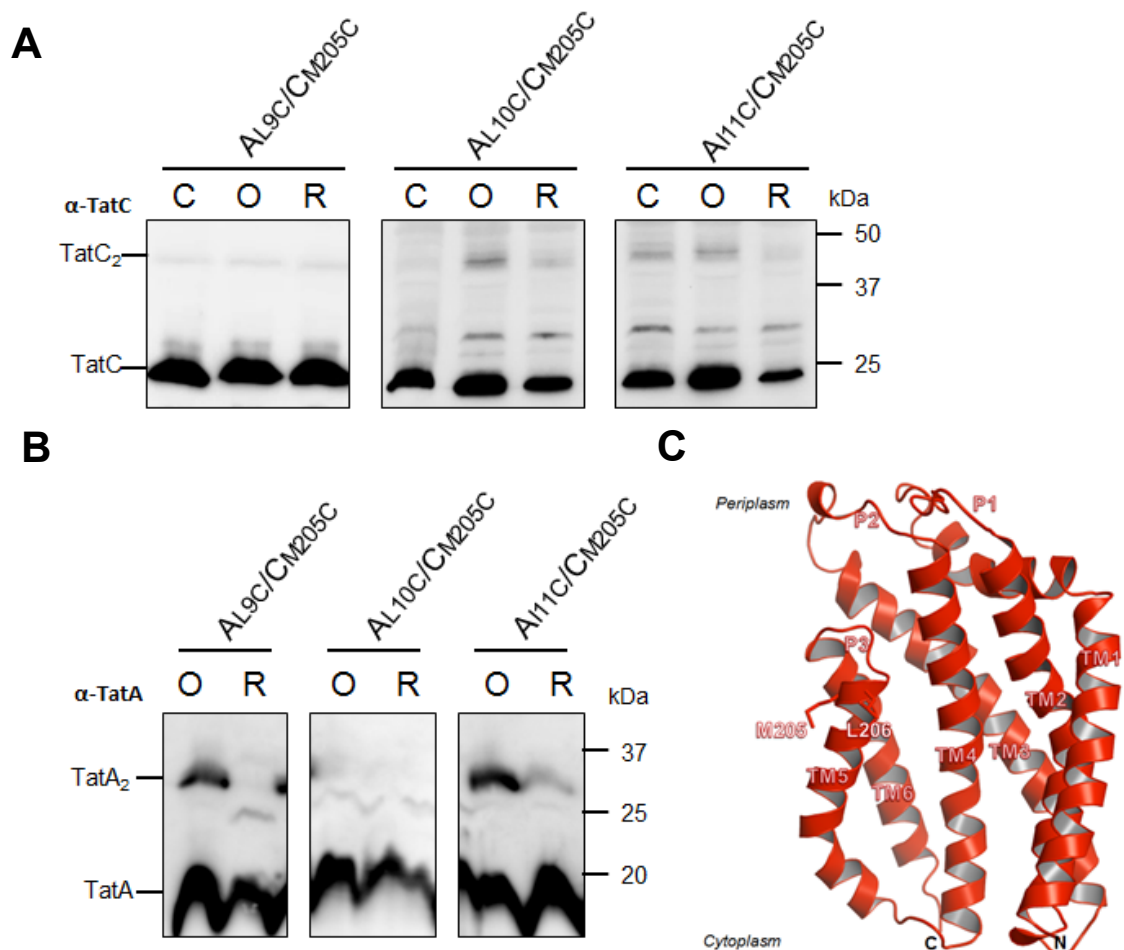 A
AL9C/CM205C
AL10C/CM205C
AI11C/CM205C
C O R
C O R
C O R
α-TatC
kDa
TatC2
TatC
50
37
25
B
AL9C/CM205C
AL10C/CM205C
AI11C/CM205C
O R
O R
O R
α-TatA
kDa
TatA2
TatA
37
25
20
C
Periplasm
P2
P1
P3
TM1
TM2
M205
L206
TM4
TM3
TM5
TM6
C
N
Cytoplasm